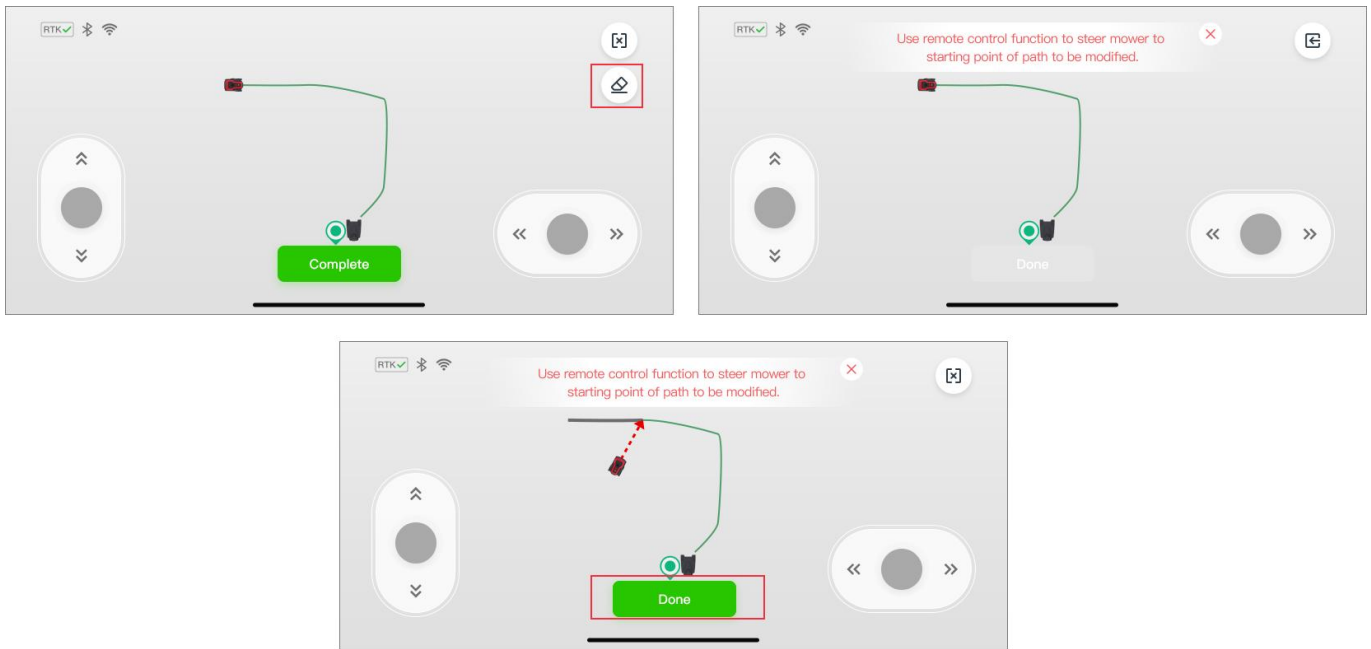 RTK
Complete
RTK
Use remote control function to steer mower to
starting point of path to be modified.
Done
RTK
Use remote control function to steer mower to
starting point of path to be modified.
Done